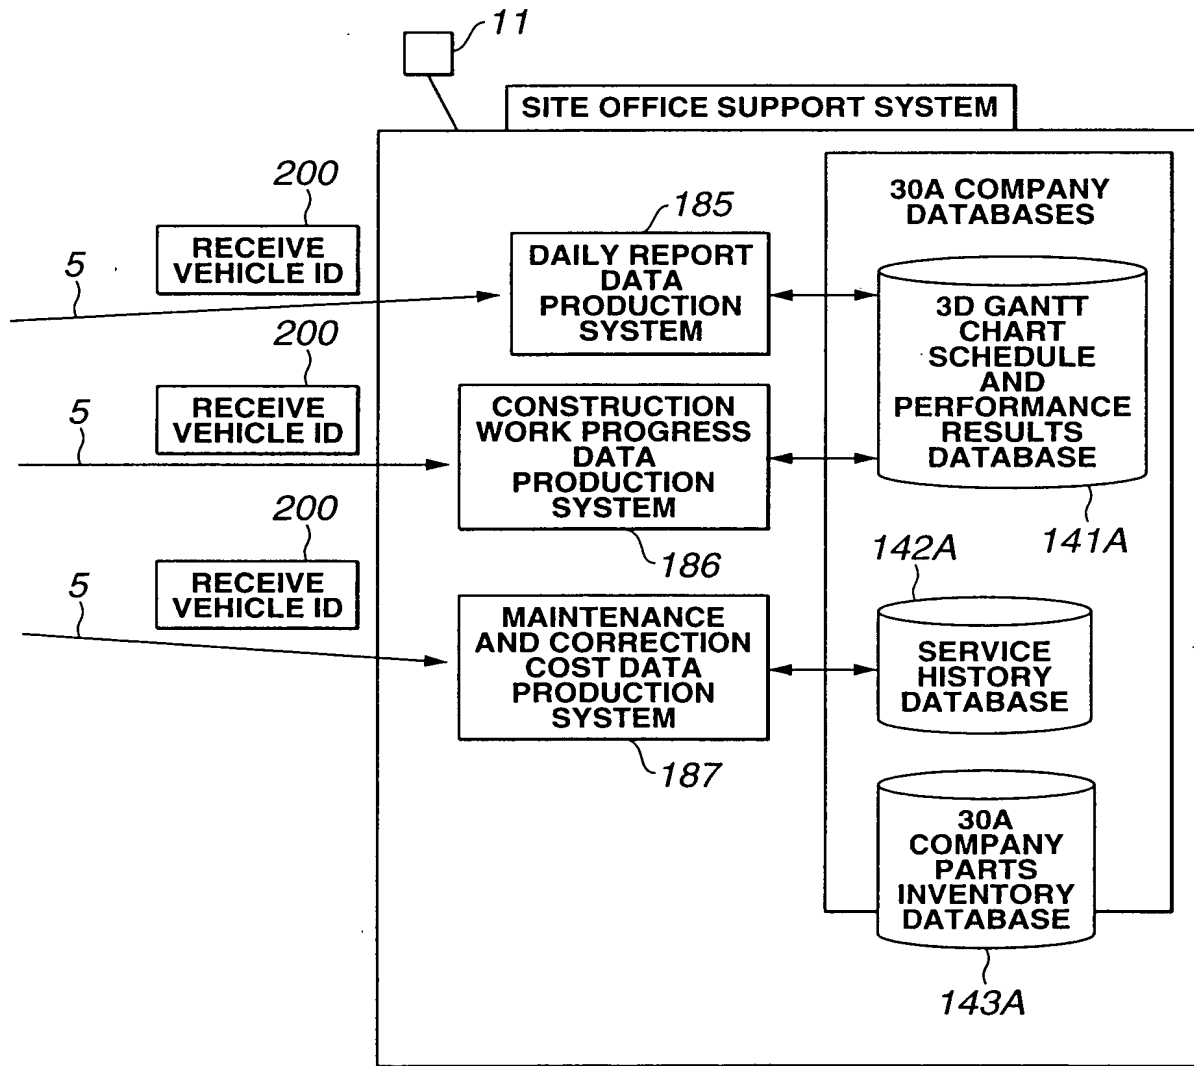 11
SITE OFFICE SUPPORT SYSTEM
200
RECEIVE
VEHICLE ID
5
185
DAILY REPORT
DATA
PRODUCTION
SYSTEM
30A COMPANY
DATABASES
3D GANTT
CHART
SCHEDULE
AND
PERFORMANCE
RESULTS
DATABASE
141A
200
RECEIVE
VEHICLE ID
5
CONSTRUCTION
WORK PROGRESS
DATA
PRODUCTION
SYSTEM
186
200
RECEIVE
VEHICLE ID
5
MAINTENANCE
AND CORRECTION
COST DATA
PRODUCTION
SYSTEM
187
142A
SERVICE
HISTORY
DATABASE
30A
COMPANY
PARTS
INVENTORY
DATABASE
143A